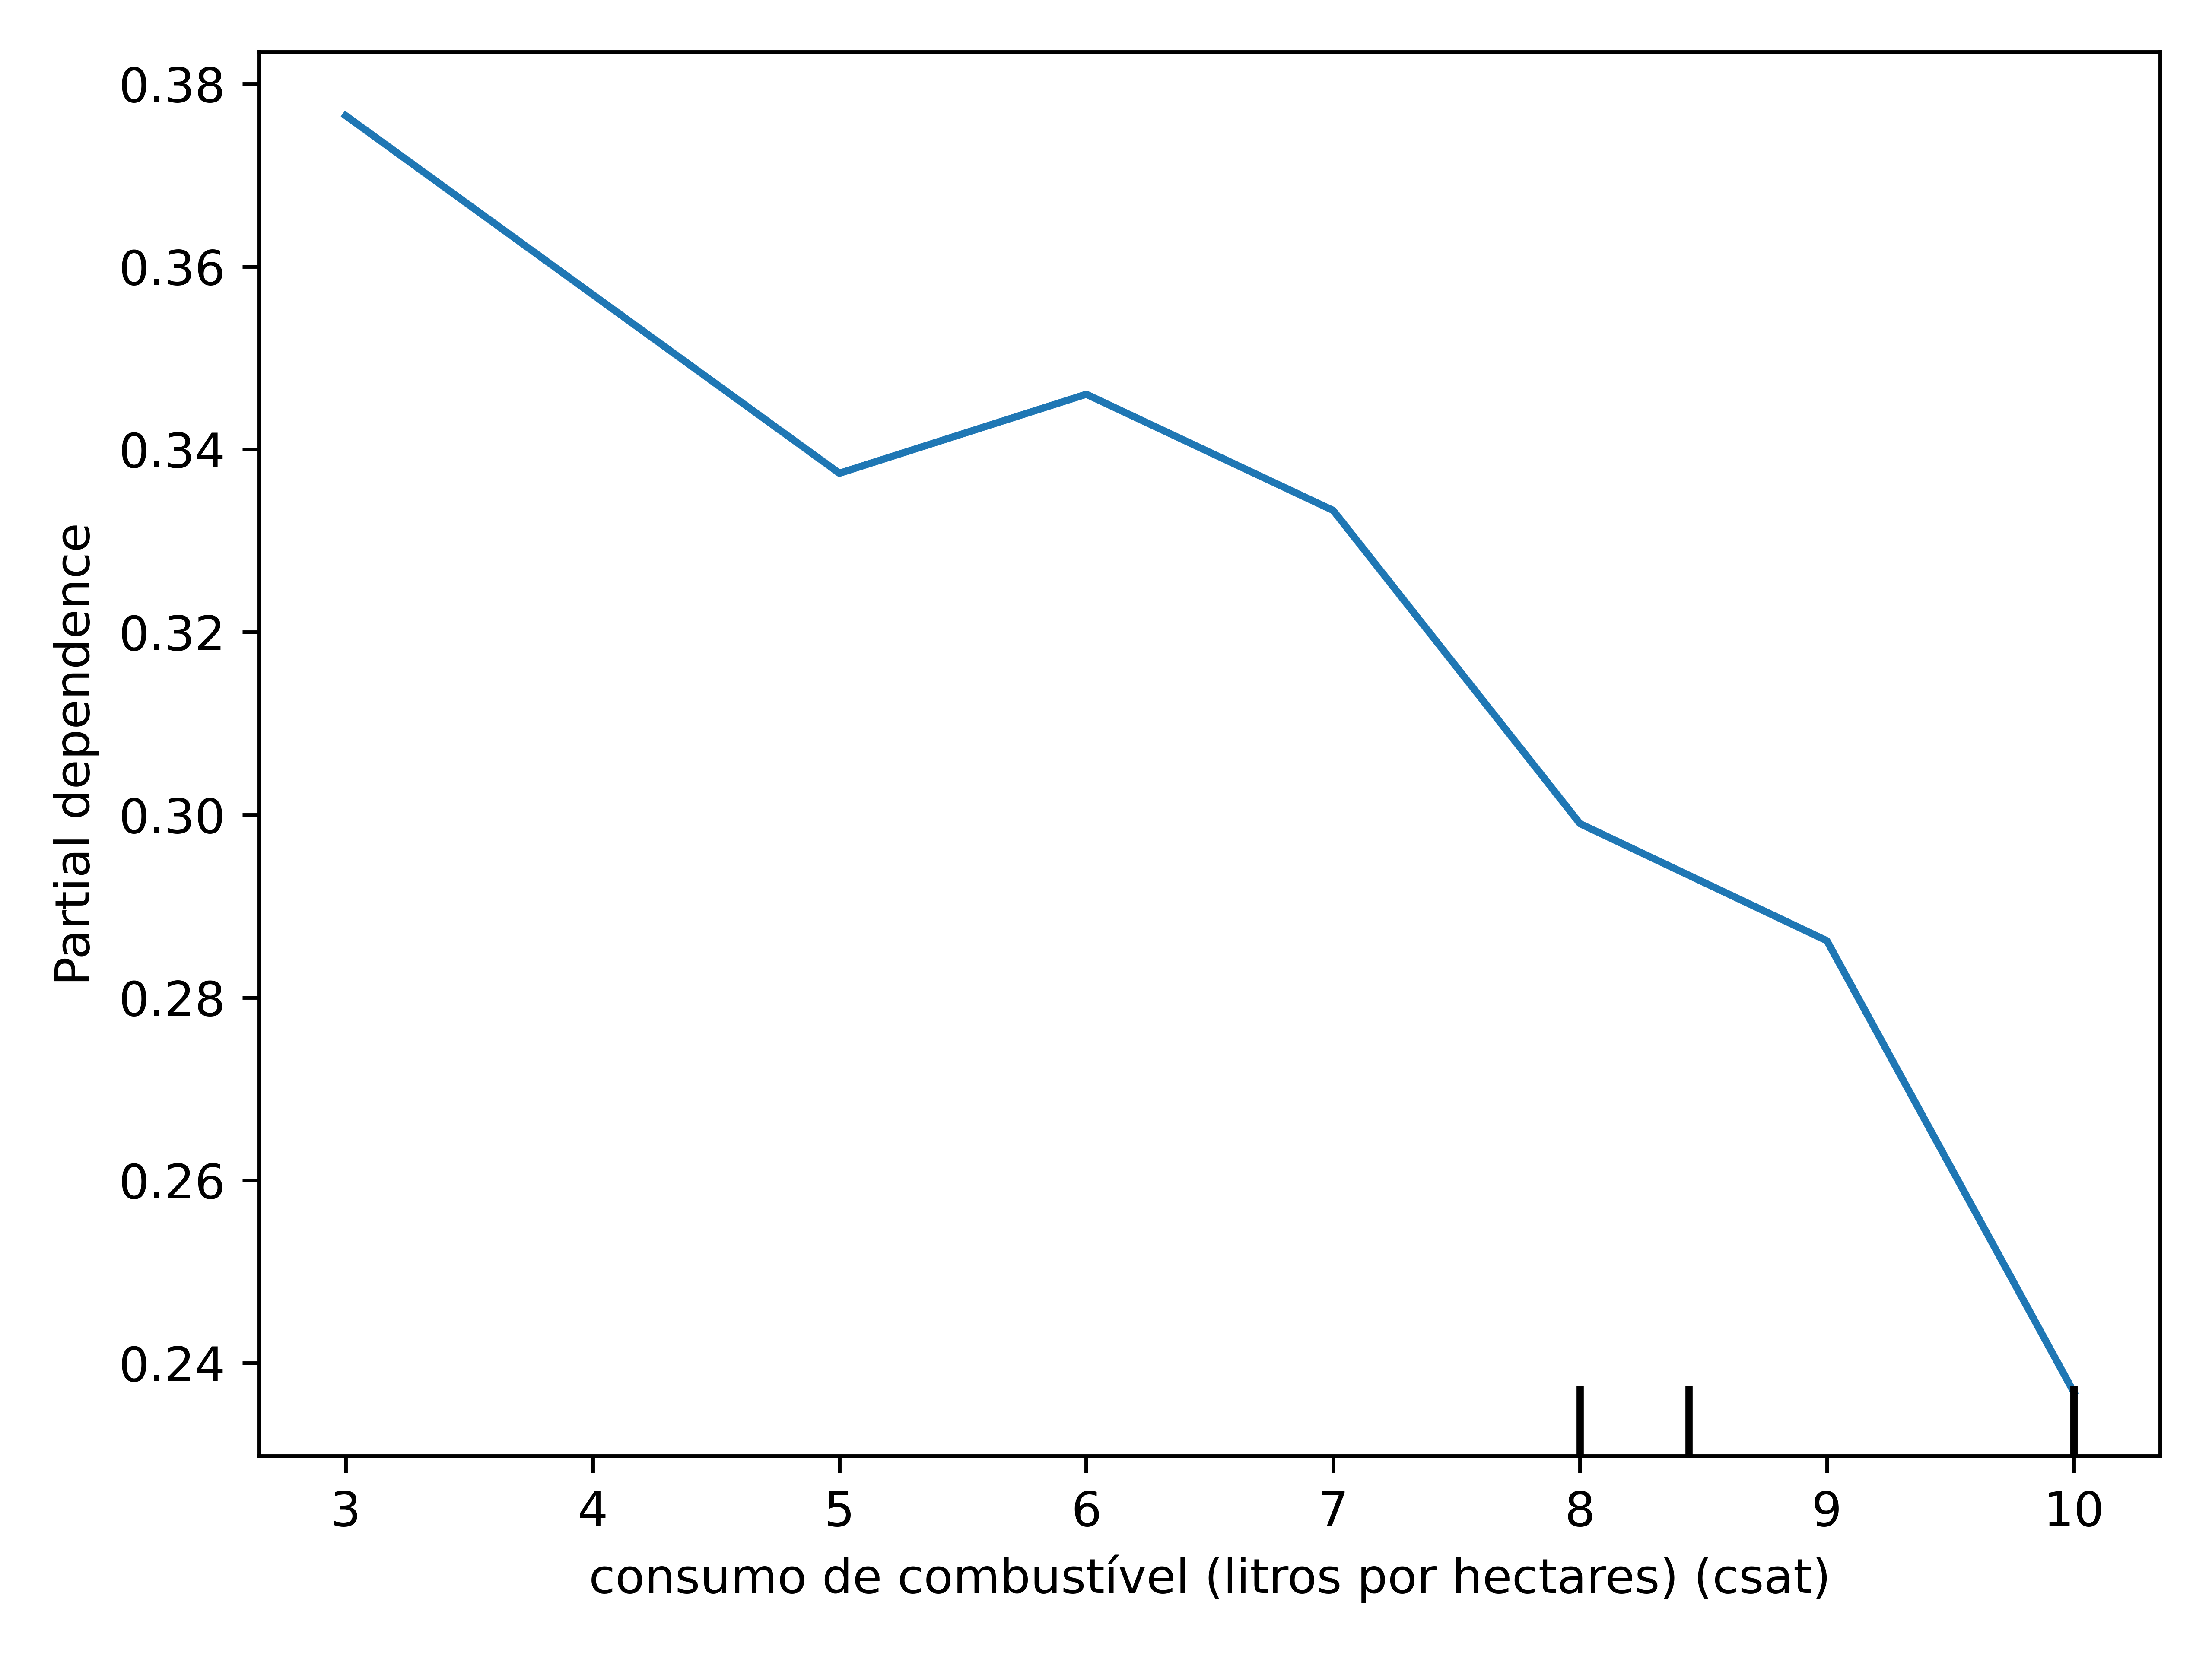 0.38
0.36
0.34
0.32
0.30
0.28
0.26
0.24
Partial dependence
3 4 5 6 7 8 9 10
consumo de combustível (litros por hectares) (csat)